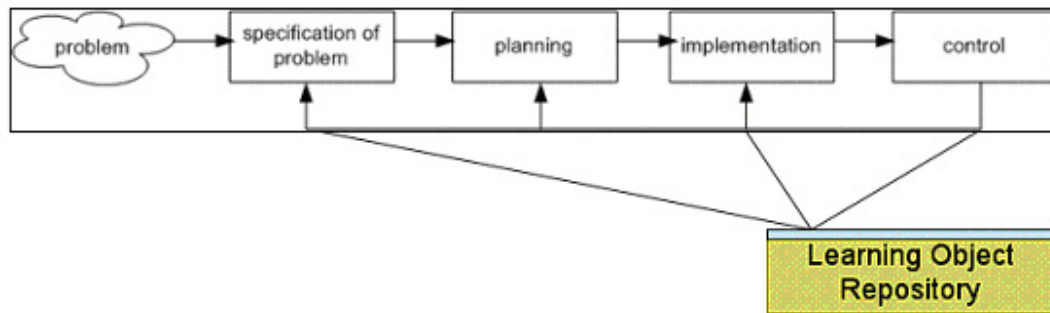 problem
specification of
problem
planning
implementation
control
Learning Object
Repository